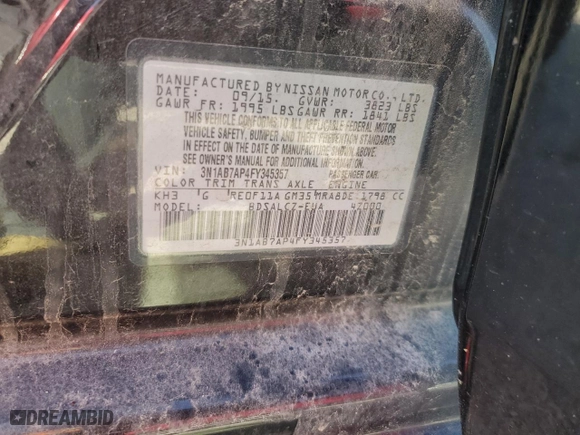 MANUFACTURED BY NISSAN MOTOR CO., LTD.
DATE: 09/15. GVWR: 3823 LBS
GAWR FR: 1995 LBS GAWR RR: 1841 LBS
THIS VEHICLE CONFORMS TO ALL APPLICABLE FEDERAL MOTOR
VEHICLE SAFETY, BUMPER AND THEFT PREVENTION STANDARDS
IN EFFECT ON THE DATE OF MANUFACTURE SHOWN ABOVE.
SEE OWNER'S MANUAL FOR ADDITIONAL INFORMATION.
VIN: 3N1AB7AP4FY345357 PASSENGER CAR
COLOR TRIM TRANS AXLE ENGINE
KH3 G RE0F11A GM35 MRA8DE 1798 CC
MODEL: BDSALCZ-EUA 47000
3N1AB7AP4FY345357
DREAMBID